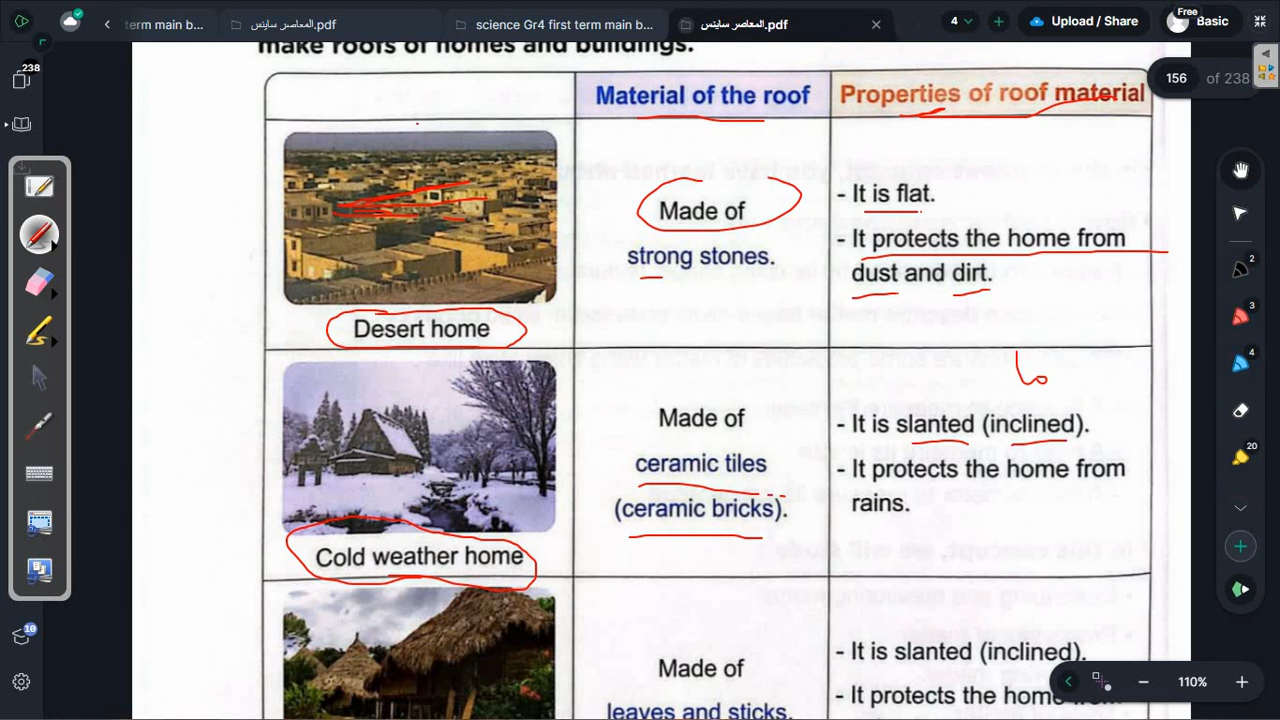 term main b...
المعاصر ساينس.pdf
science Gr4 first term main b...
المعاصر ساينس.pdf
4
Upload / Share
Free
Basic
238
156 of 238
make roofs of homes and buildings.
Material of the roof
Properties of roof material
Made of
strong stones.
- It is flat.
- It protects the home from
dust and dirt.
Desert home
Made of
ceramic tiles
(ceramic bricks).
- It is slanted (inclined).
- It protects the home from
rains.
Cold weather home
Made of
leaves and sticks.
- It is slanted (inclined).
- It protects the home from
2
3
4
20
10
110%